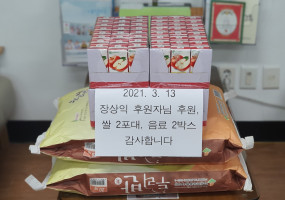 2021. 3. 13
장상익 후원자님 후원,
쌀 2포대, 음료 2박스
감사합니다